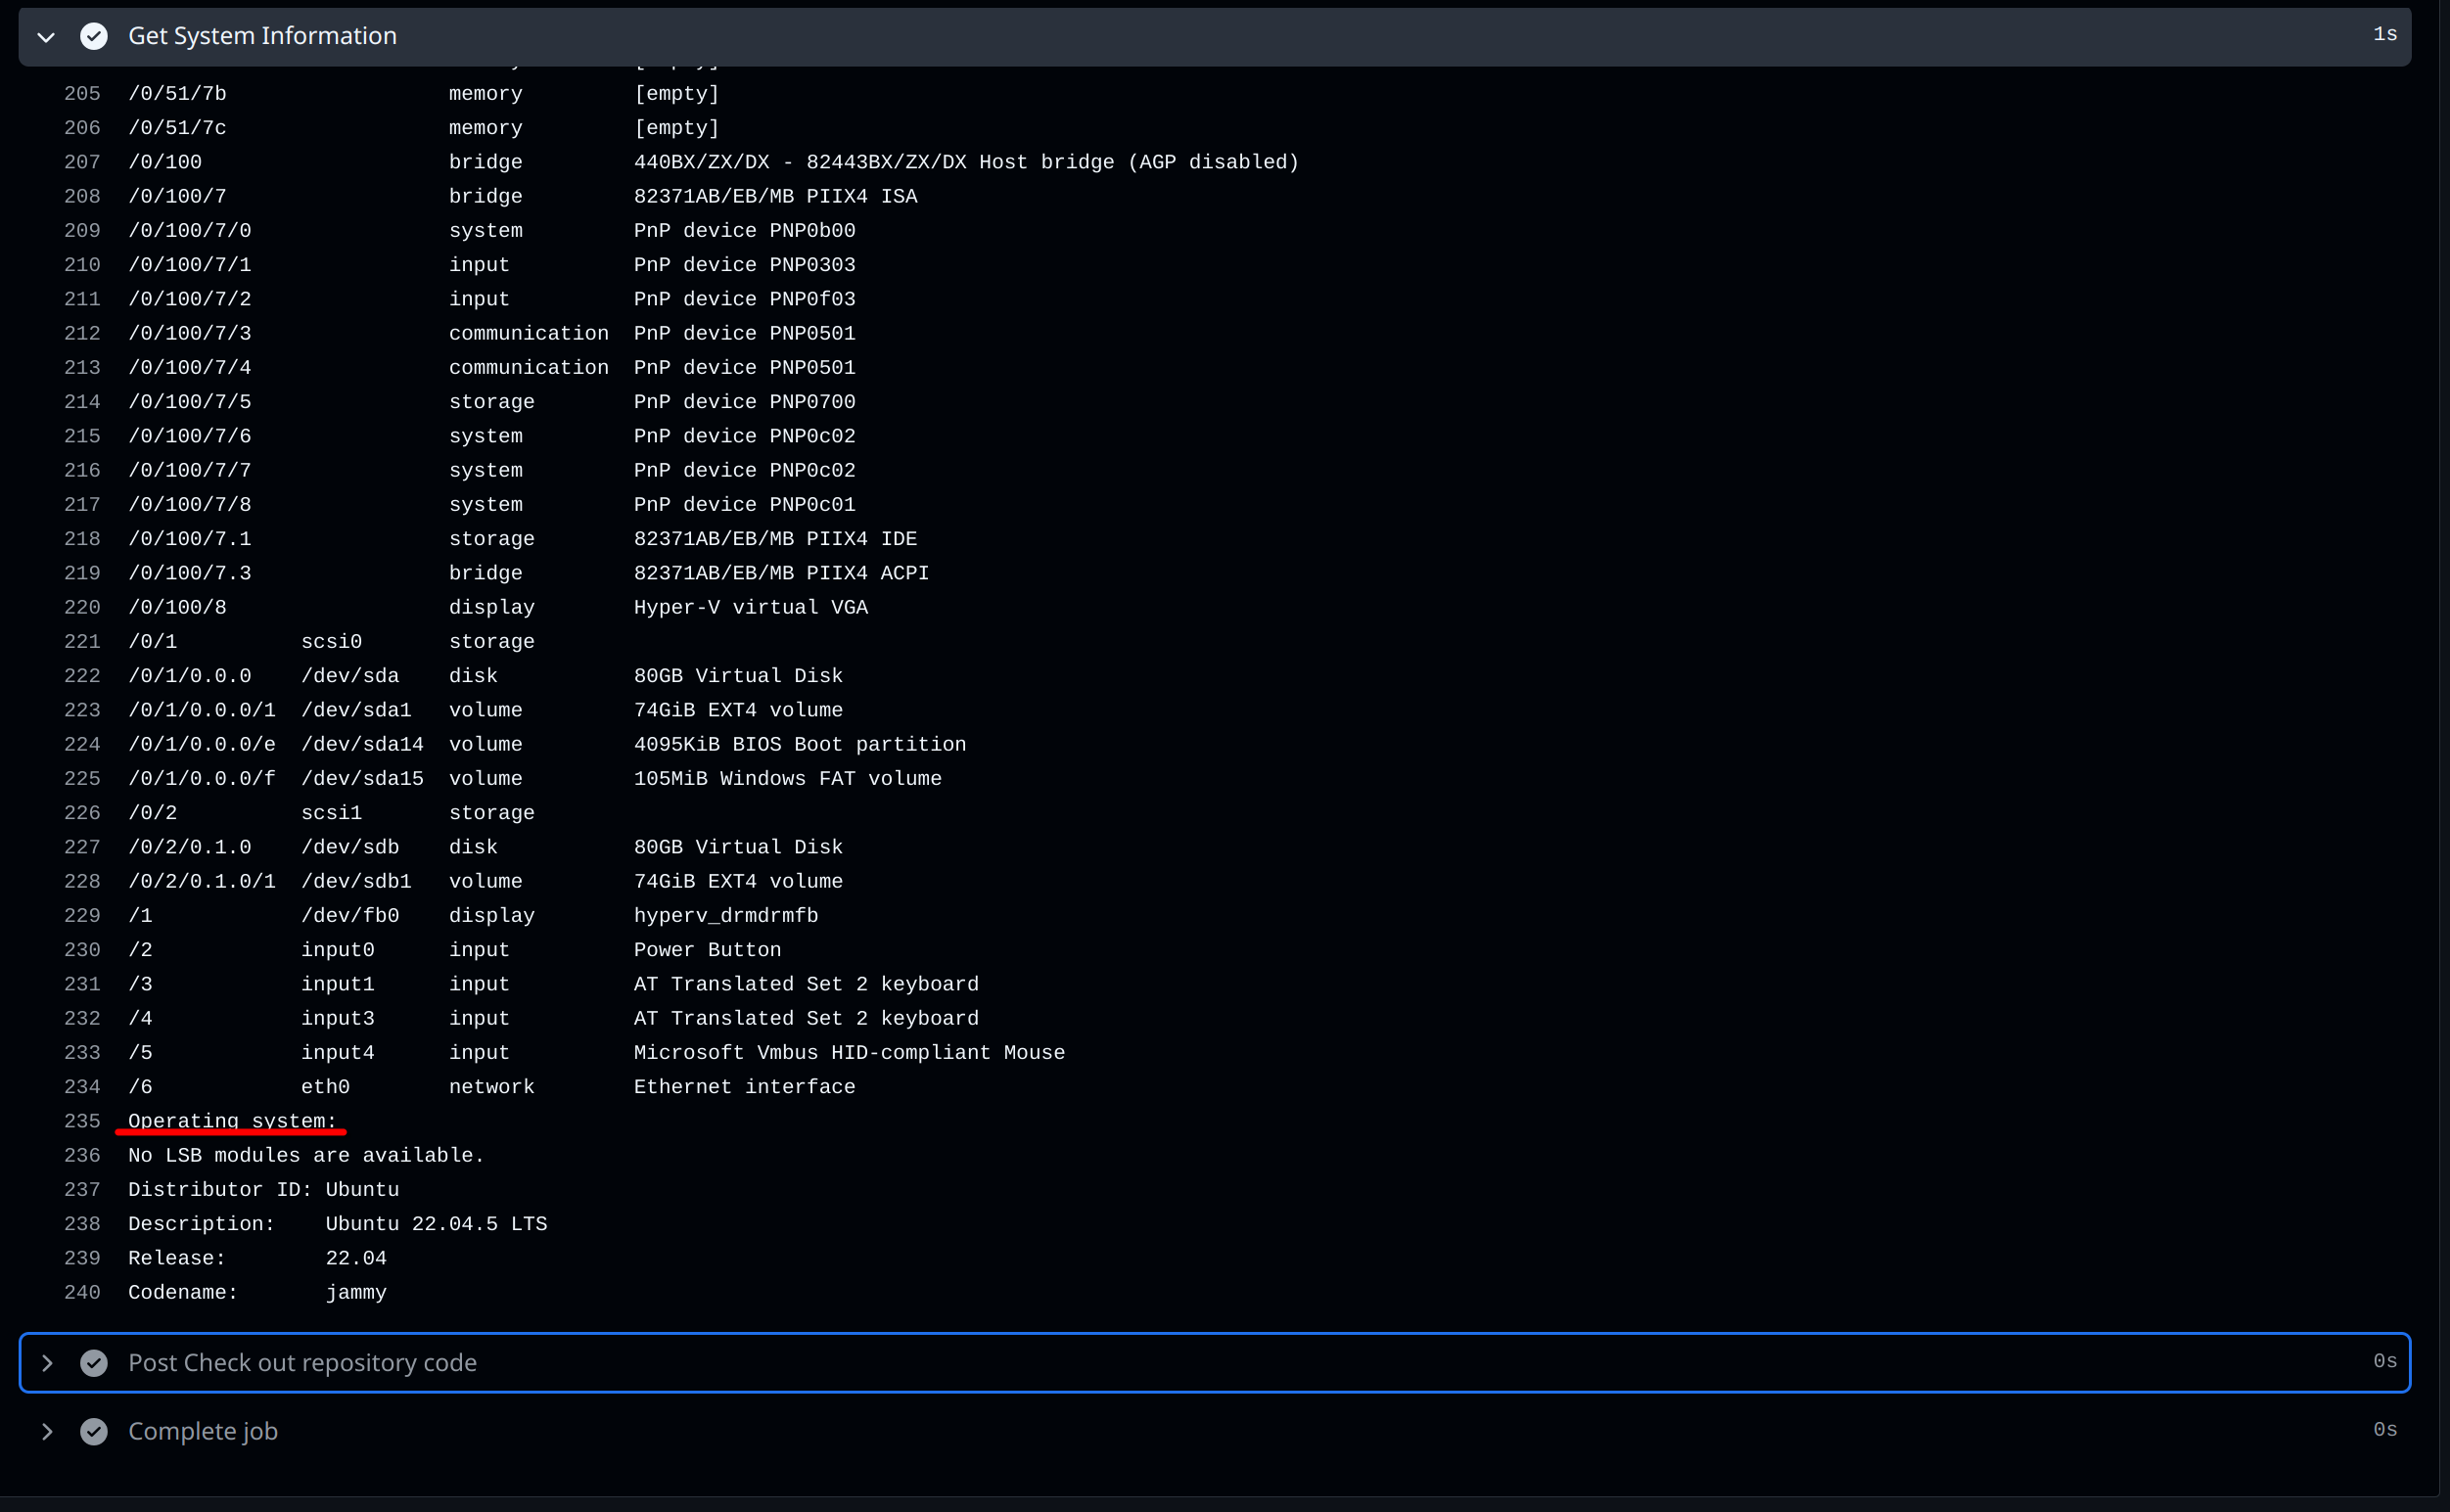 Get System Information 1s
205 /0/51/7b memory [empty]
206 /0/51/7c memory [empty]
207 /0/100 bridge 440BX/ZX/DX - 82443BX/ZX/DX Host bridge (AGP disabled)
208 /0/100/7 bridge 82371AB/EB/MB PIIX4 ISA
209 /0/100/7/0 system PnP device PNP0b00
210 /0/100/7/1 input PnP device PNP0303
211 /0/100/7/2 input PnP device PNP0f03
212 /0/100/7/3 communication PnP device PNP0501
213 /0/100/7/4 communication PnP device PNP0501
214 /0/100/7/5 storage PnP device PNP0700
215 /0/100/7/6 system PnP device PNP0c02
216 /0/100/7/7 system PnP device PNP0c02
217 /0/100/7/8 system PnP device PNP0c01
218 /0/100/7.1 storage 82371AB/EB/MB PIIX4 IDE
219 /0/100/7.3 bridge 82371AB/EB/MB PIIX4 ACPI
220 /0/100/8 display Hyper-V virtual VGA
221 /0/1 scsi0 storage
222 /0/1/0.0.0 /dev/sda disk 80GB Virtual Disk
223 /0/1/0.0.0/1 /dev/sda1 volume 74GiB EXT4 volume
224 /0/1/0.0.0/e /dev/sda14 volume 4095KiB BIOS Boot partition
225 /0/1/0.0.0/f /dev/sda15 volume 105MiB Windows FAT volume
226 /0/2 scsi1 storage
227 /0/2/0.1.0 /dev/sdb disk 80GB Virtual Disk
228 /0/2/0.1.0/1 /dev/sdb1 volume 74GiB EXT4 volume
229 /1 /dev/fb0 display hyperv_drmdrmfb
230 /2 input0 input Power Button
231 /3 input1 input AT Translated Set 2 keyboard
232 /4 input3 input AT Translated Set 2 keyboard
233 /5 input4 input Microsoft Vmbus HID-compliant Mouse
234 /6 eth0 network Ethernet interface
235 Operating system:
236 No LSB modules are available.
237 Distributor ID: Ubuntu
238 Description: Ubuntu 22.04.5 LTS
239 Release: 22.04
240 Codename: jammy
Post Check out repository code 0s
Complete job 0s